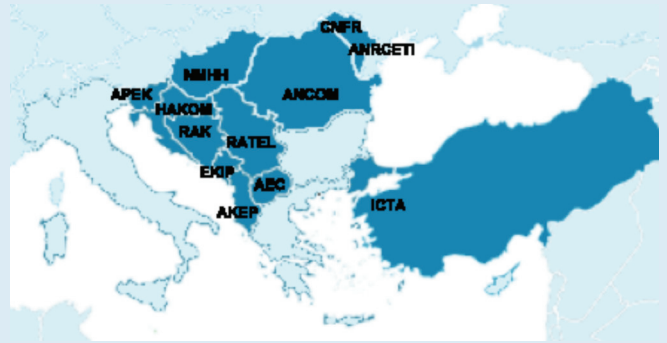 CNFR
ANRCETI
NMHH
APEK
ANCOM
HAKOM
RAK
RATEL
EKIP
AEC
AKEP
ICTA